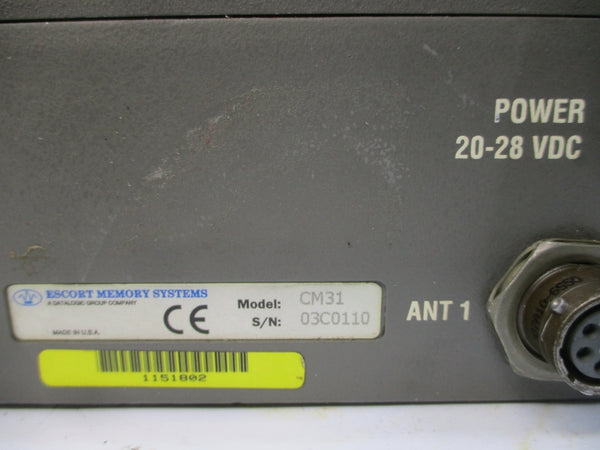 POWER
20-28 VDC
ESCORT MEMORY SYSTEMS
A DATALOGIC GROUP COMPANY
Model: CM31
S/N: 03C0110
MADE IN U.S.A.
CE
ANT 1
1151802